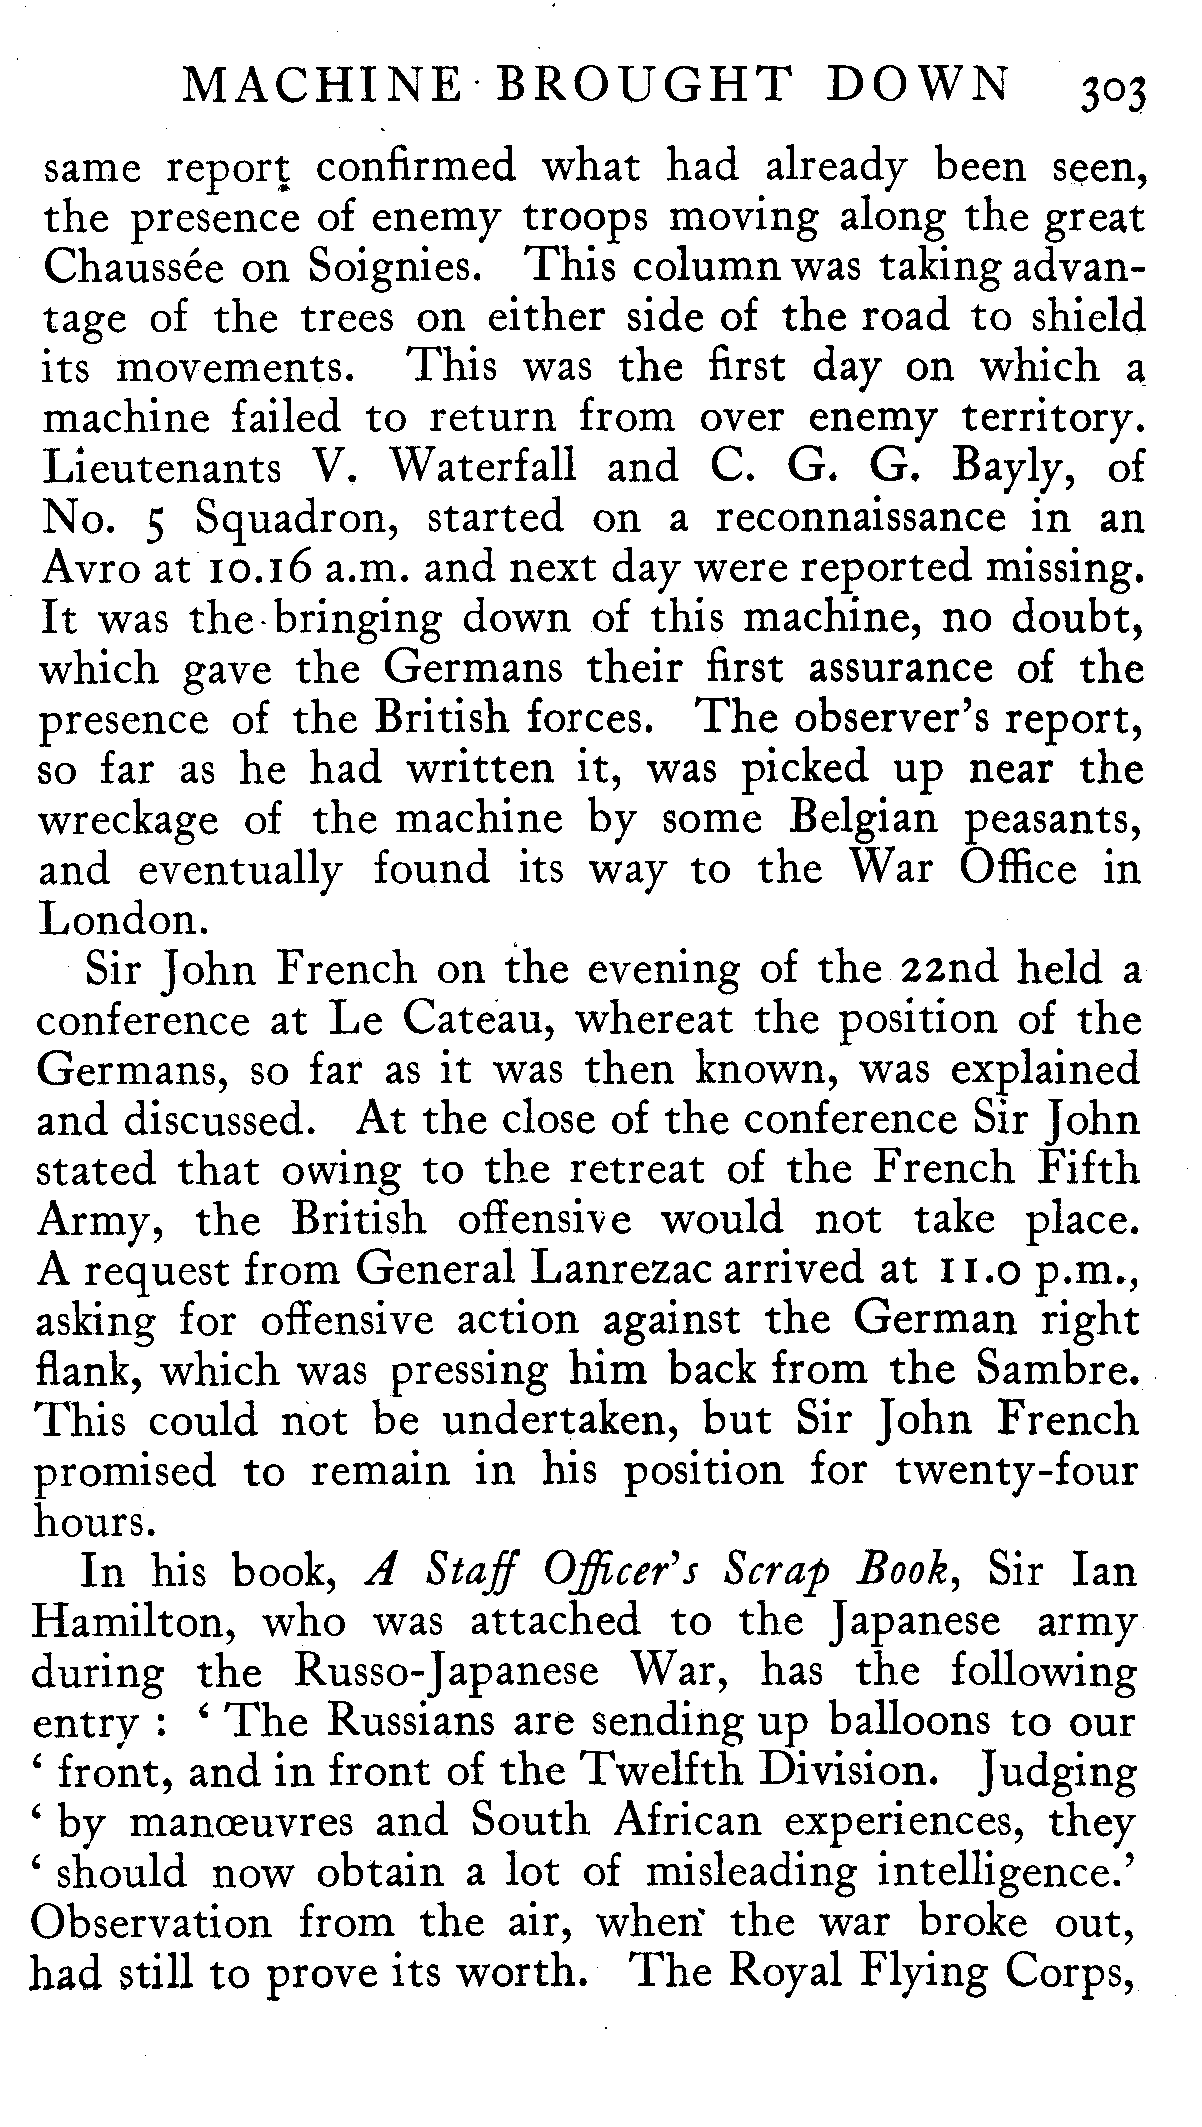 MACHINE BROUGHT DOWN 303
same report confirmed what had already been seen,
the presence of enemy troops moving along the great
Chaussée on Soignies. This column was taking advan-
tage of the trees on either side of the road to shield
its movements. This was the first day on which a
machine failed to return from over enemy territory.
Lieutenants V. Waterfall and C. G. G. Bayly, of
No. 5 Squadron, started on a reconnaissance in an
Avro at 10.16 a.m. and next day were reported missing.
It was the bringing down of this machine, no doubt,
which gave the Germans their first assurance of the
presence of the British forces. The observer's report,
so far as he had written it, was picked up near the
wreckage of the machine by some Belgian peasants,
and eventually found its way to the War Office in
London.
Sir John French on the evening of the 22nd held a
conference at Le Cateau, whereat the position of the
Germans, so far as it was then known, was explained
and discussed. At the close of the conference Sir John
stated that owing to the retreat of the French Fifth
Army, the British offensive would not take place.
A request from General Lanrezac arrived at 11.0 p.m.,
asking for offensive action against the German right
flank, which was pressing him back from the Sambre.
This could not be undertaken, but Sir John French
promised to remain in his position for twenty-four
hours.
In his book, A Staff Officer's Scrap Book, Sir Ian
Hamilton, who was attached to the Japanese army
during the Russo-Japanese War, has the following
entry : ‘ The Russians are sending up balloons to our
‘ front, and in front of the Twelfth Division. Judging
‘ by manœuvres and South African experiences, they
‘ should now obtain a lot of misleading intelligence.’
Observation from the air, when the war broke out,
had still to prove its worth. The Royal Flying Corps,